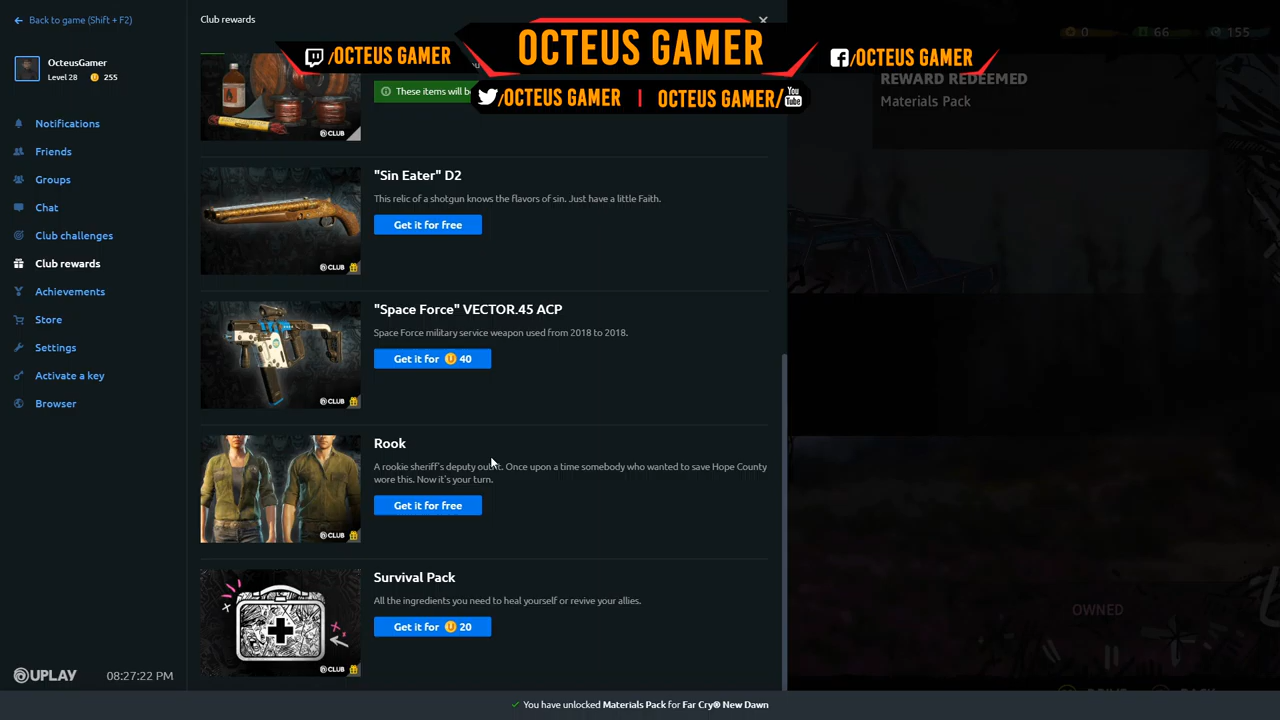 Back to game (Shift + F2)
Club rewards
OCTEUS GAMER
/OCTEUS GAMER
/OCTEUS GAMER
/OCTEUS GAMER
OCTEUS GAMER/You Tube
0
66
155
REWARD REDEEMED
Materials Pack
OcteusGamer
Level 28
255
These items will be
CLUB
Notifications
Friends
Groups
Chat
Club challenges
Club rewards
Achievements
Store
Settings
Activate a key
Browser
"Sin Eater" D2
This relic of a shotgun knows the flavors of sin. Just have a little Faith.
Get it for free
CLUB
"Space Force" VECTOR.45 ACP
Space Force military service weapon used from 2018 to 2018.
Get it for 40
CLUB
Rook
A rookie sheriff's deputy outfit. Once upon a time somebody who wanted to save Hope County
wore this. Now it's your turn.
Get it for free
CLUB
Survival Pack
All the ingredients you need to heal yourself or revive your allies.
Get it for 20
CLUB
OWNED
UPLAY
08:27:22 PM
You have unlocked Materials Pack for Far Cry® New Dawn